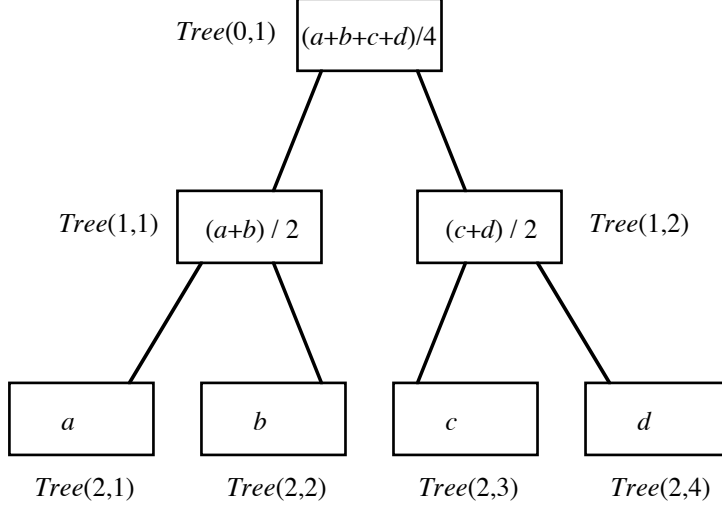 Tree(0,1) (a+b+c+d)/4
Tree(1,1) (a+b) / 2 (c+d) / 2 Tree(1,2)
a b c d
Tree(2,1) Tree(2,2) Tree(2,3) Tree(2,4)